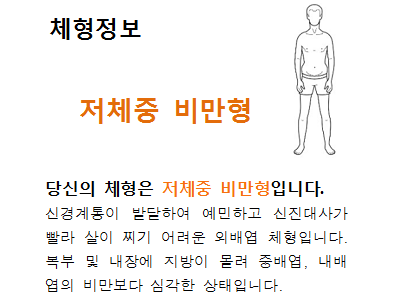 체형정보
저체중 비만형
당신의 체형은 저체중 비만형입니다.
신경계통이 발달하여 예민하고 신진대사가
빨라 살이 찌기 어려운 외배엽 체형입니다.
복부 및 내장에 지방이 몰려 중배엽, 내배
엽의 비만보다 심각한 상태입니다.